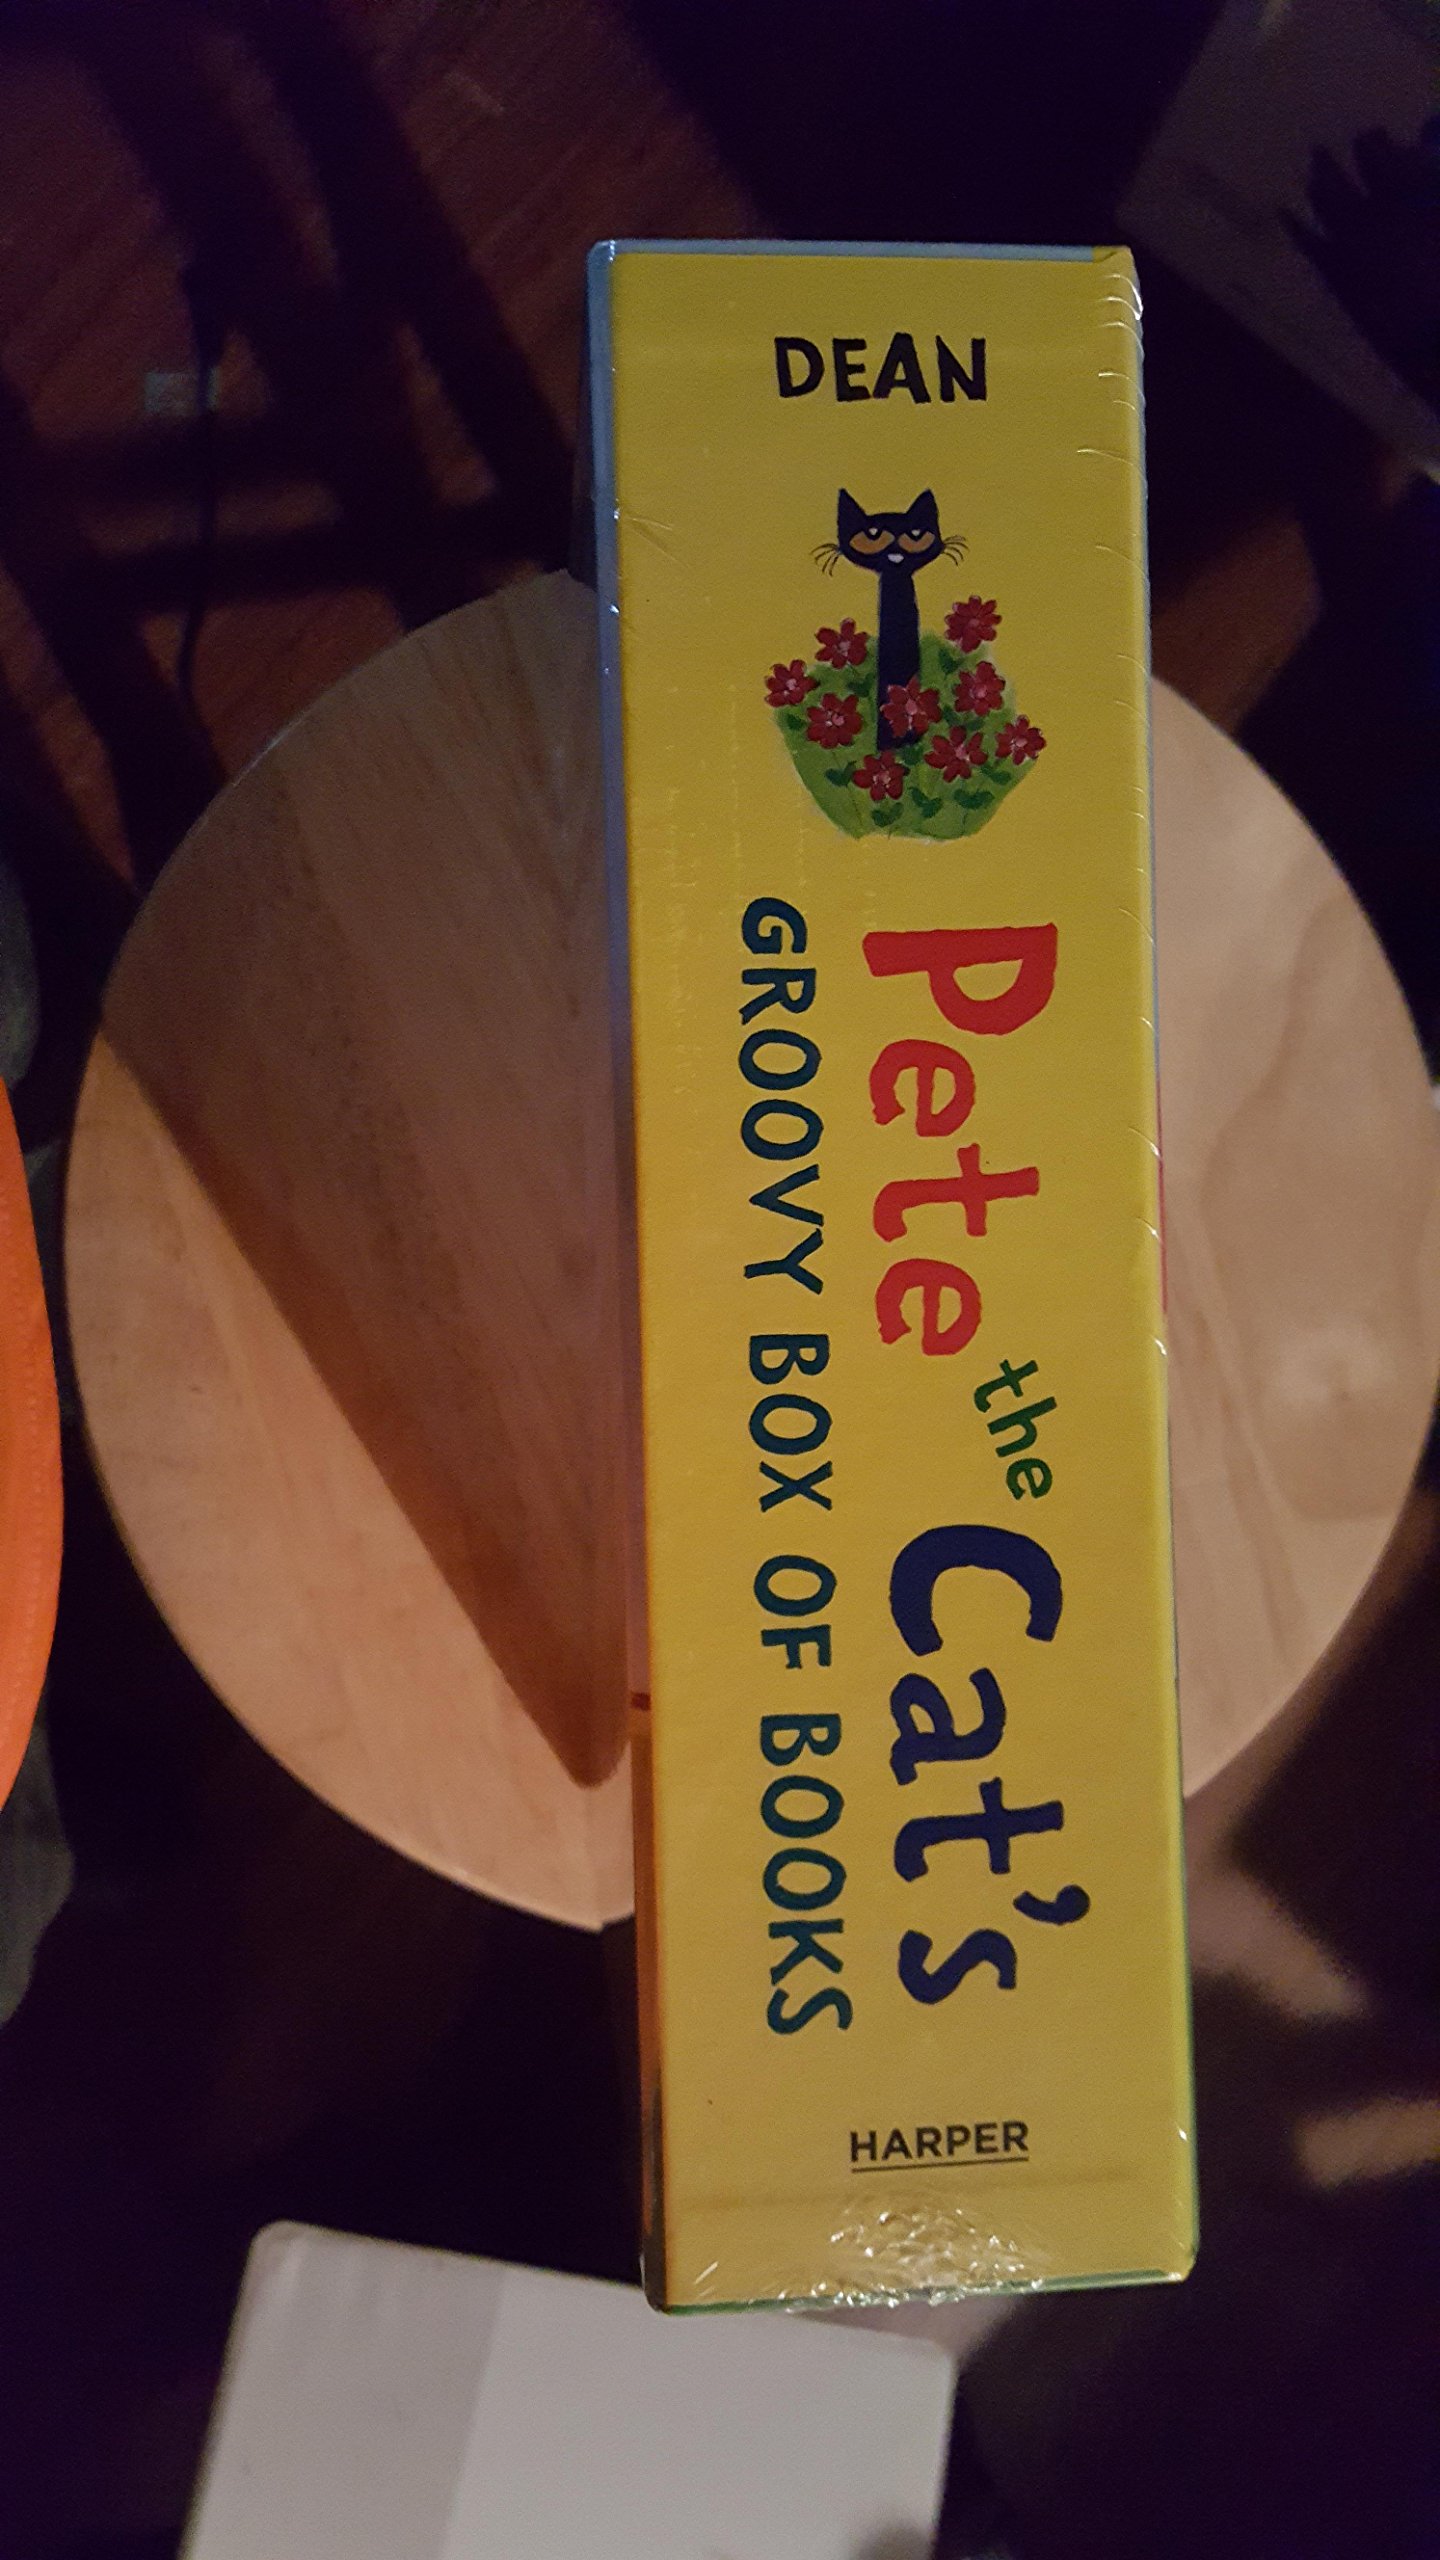 DEAN
Pete the Cat's
GROOVY BOX OF BOOKS
HARPER